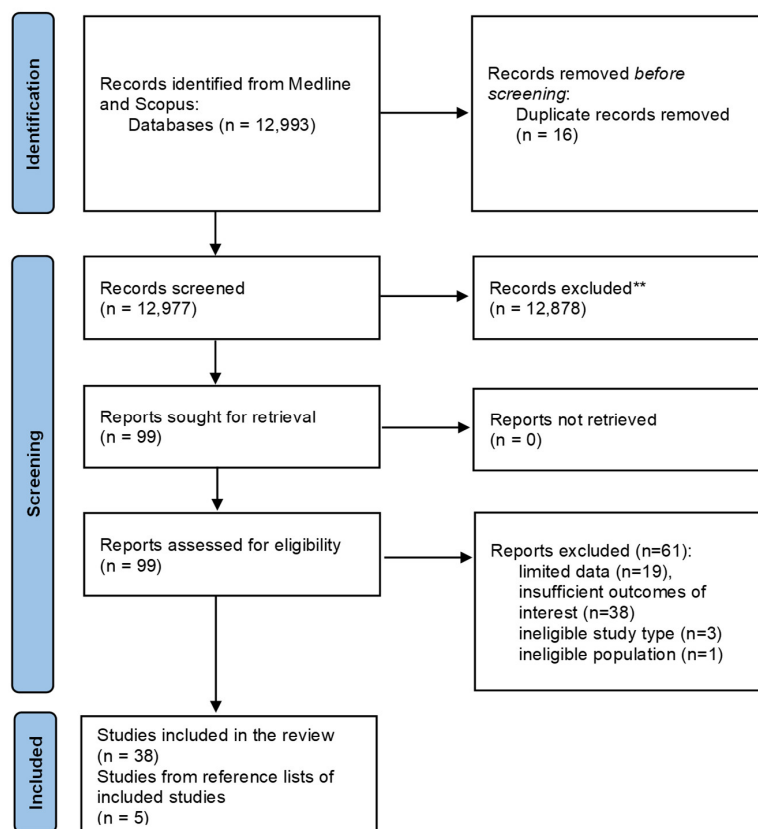 Identification
Records identified from Medline
and Scopus:
Databases (n = 12,993)
Records removed before
screening:
Duplicate records removed
(n = 16)
Screening
Records screened
(n = 12,977)
Records excluded**
(n = 12,878)
Reports sought for retrieval
(n = 99)
Reports not retrieved
(n = 0)
Reports assessed for eligibility
(n = 99)
Reports excluded (n=61):
limited data (n=19),
insufficient outcomes of
interest (n=38)
ineligible study type (n=3)
ineligible population (n=1)
Included
Studies included in the review
(n = 38)
Studies from reference lists of
included studies
(n = 5)